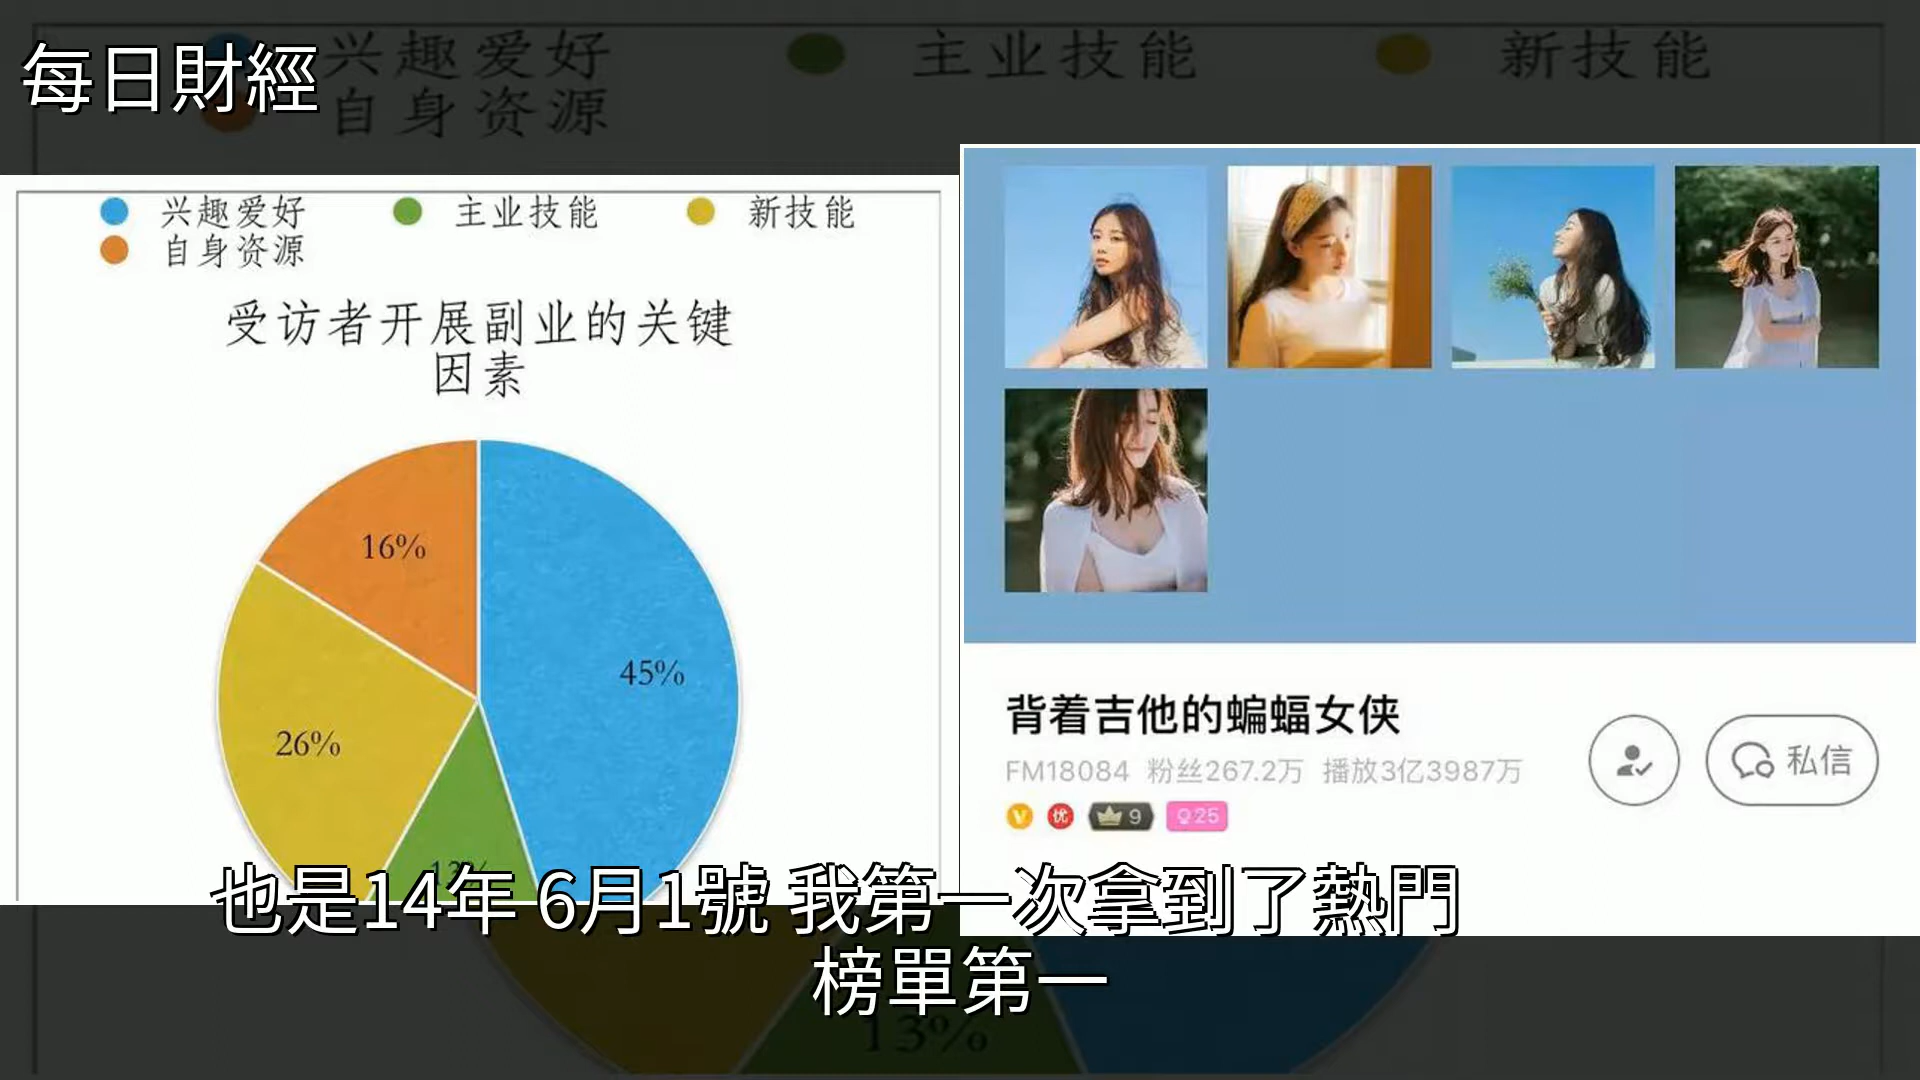 每日財經
兴趣爱好 主业技能 新技能
自身资源
兴趣爱好 主业技能 新技能
自身资源
受访者开展副业的关键
因素
16%
45%
26%
13%
背着吉他的蝙蝠女侠
FM18084 粉丝267.2万 播放3亿3987万
私信
V 优 9 25
也是14年 6月1號 我第一次拿到了熱門
榜單第一
13%